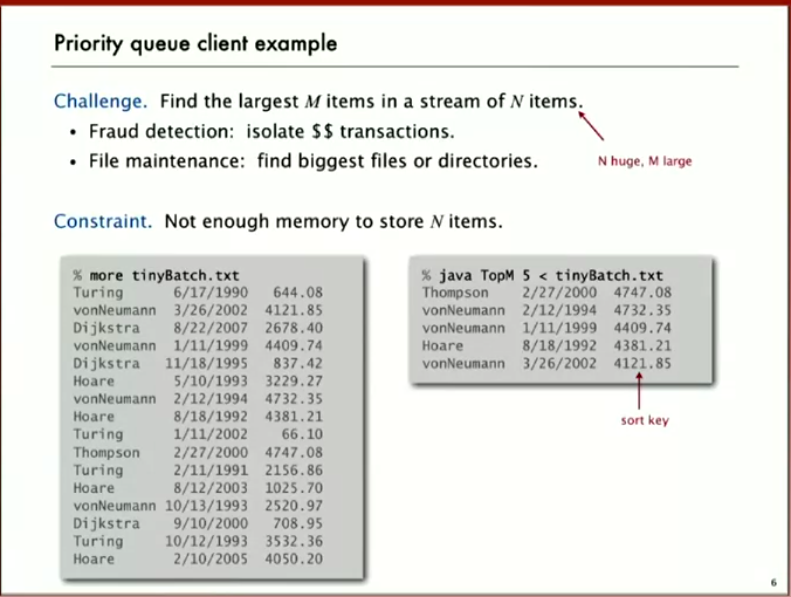 Priority queue client example
Challenge. Find the largest M items in a stream of N items.
• Fraud detection: isolate $$ transactions.
• File maintenance: find biggest files or directories.
N huge, M large
Constraint. Not enough memory to store N items.
% more tinyBatch.txt
Turing 6/17/1990 644.08
vonNeumann 3/26/2002 4121.85
Dijkstra 8/22/2007 2678.40
vonNeumann 1/11/1999 4409.74
Dijkstra 11/18/1995 837.42
Hoare 5/10/1993 3229.27
vonNeumann 2/12/1994 4732.35
Hoare 8/18/1992 4381.21
Turing 1/11/2002 66.10
Thompson 2/27/2000 4747.08
Turing 2/11/1991 2156.86
Hoare 8/12/2003 1025.70
vonNeumann 10/13/1993 2520.97
Dijkstra 9/10/2000 708.95
Turing 10/12/1993 3532.36
Hoare 2/10/2005 4050.20
% java TopM 5 < tinyBatch.txt
Thompson 2/27/2000 4747.08
vonNeumann 2/12/1994 4732.35
vonNeumann 1/11/1999 4409.74
Hoare 8/18/1992 4381.21
vonNeumann 3/26/2002 4121.85
sort key
6